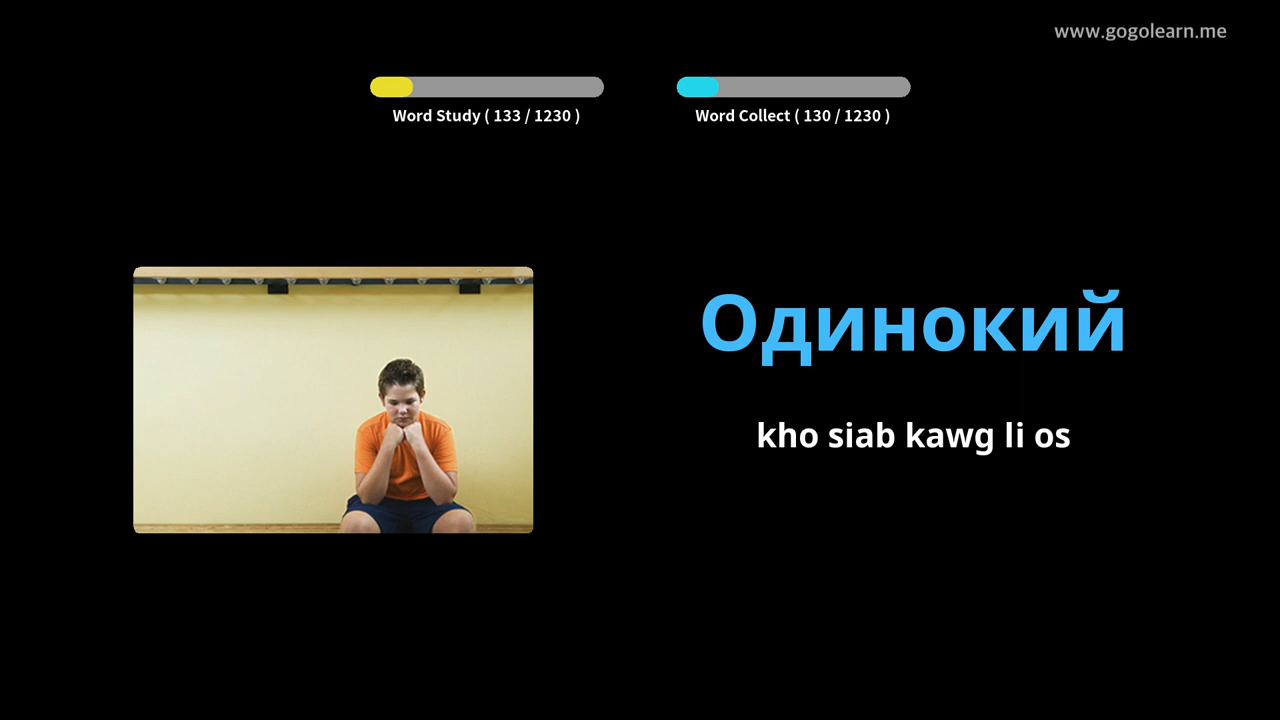 www.gogolearn.me
Word Study ( 133 / 1230 )
Word Collect ( 130 / 1230 )
Одинокий
kho siab kawg li os